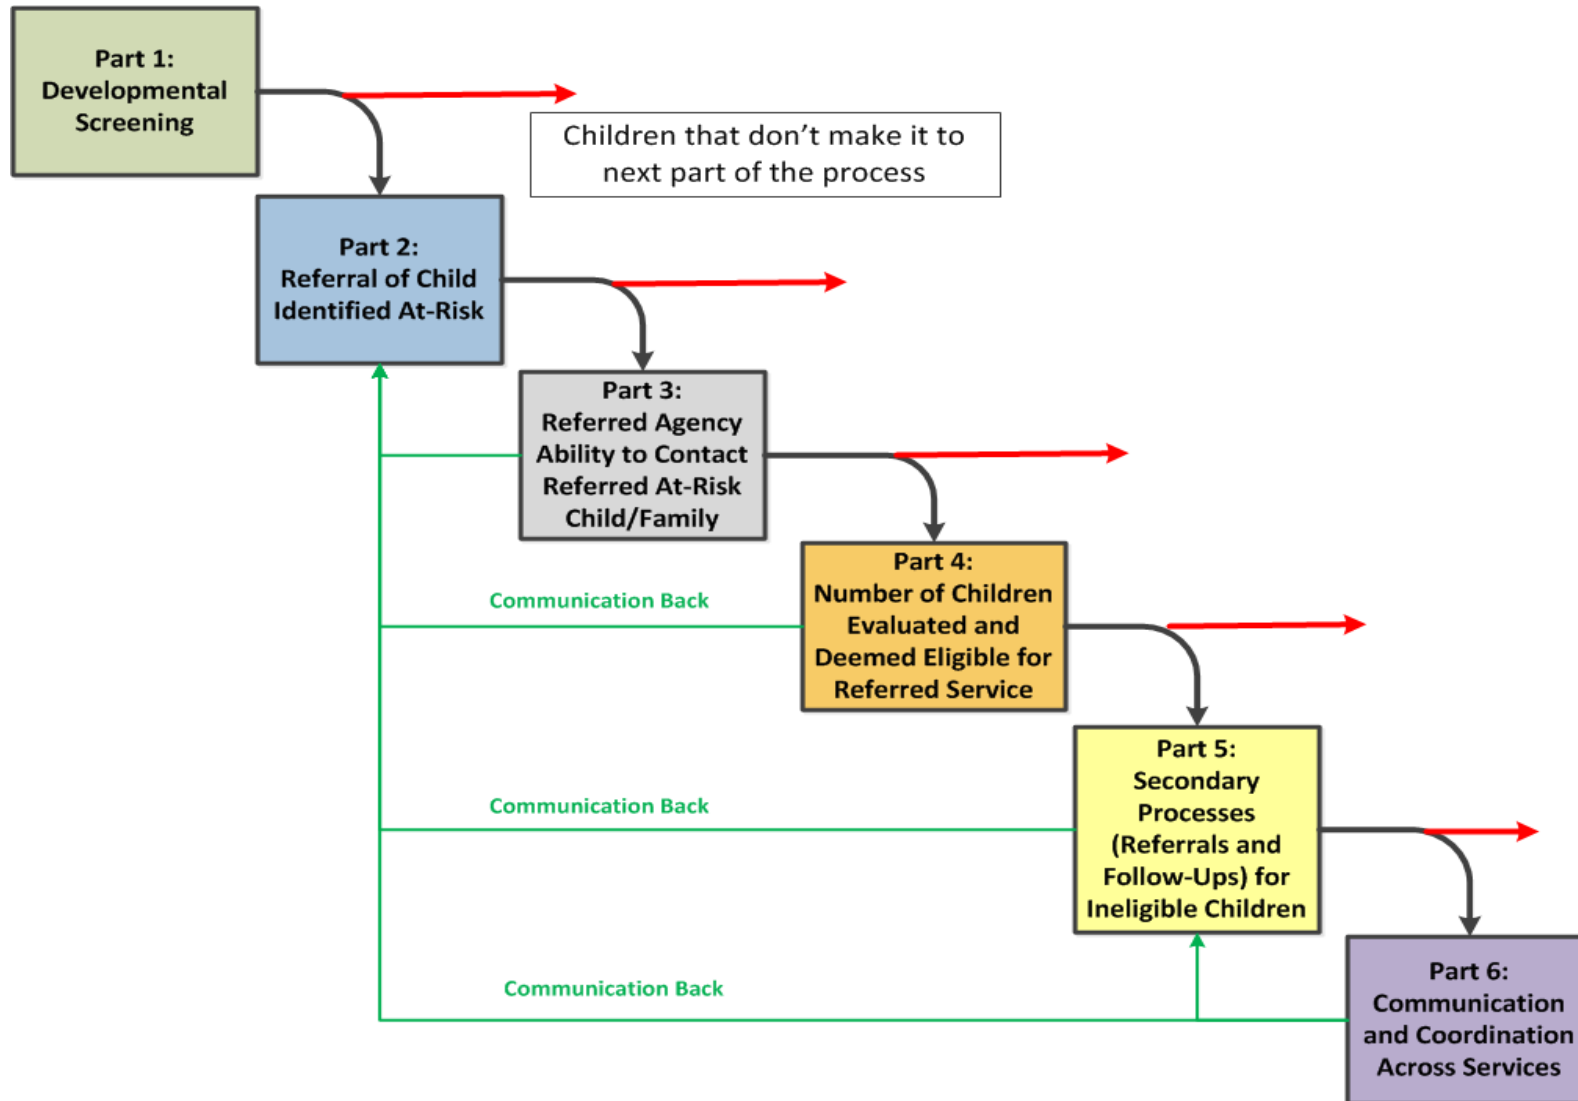 Part 1:
Developmental
Screening
Children that don’t make it to
next part of the process
Part 2:
Referral of Child
Identified At-Risk
Part 3:
Referred Agency
Ability to Contact
Referred At-Risk
Child/Family
Part 4:
Number of Children
Evaluated and
Deemed Eligible for
Referred Service
Communication Back
Part 5:
Secondary
Processes
(Referrals and
Follow-Ups) for
Ineligible Children
Communication Back
Part 6:
Communication
and Coordination
Across Services
Communication Back